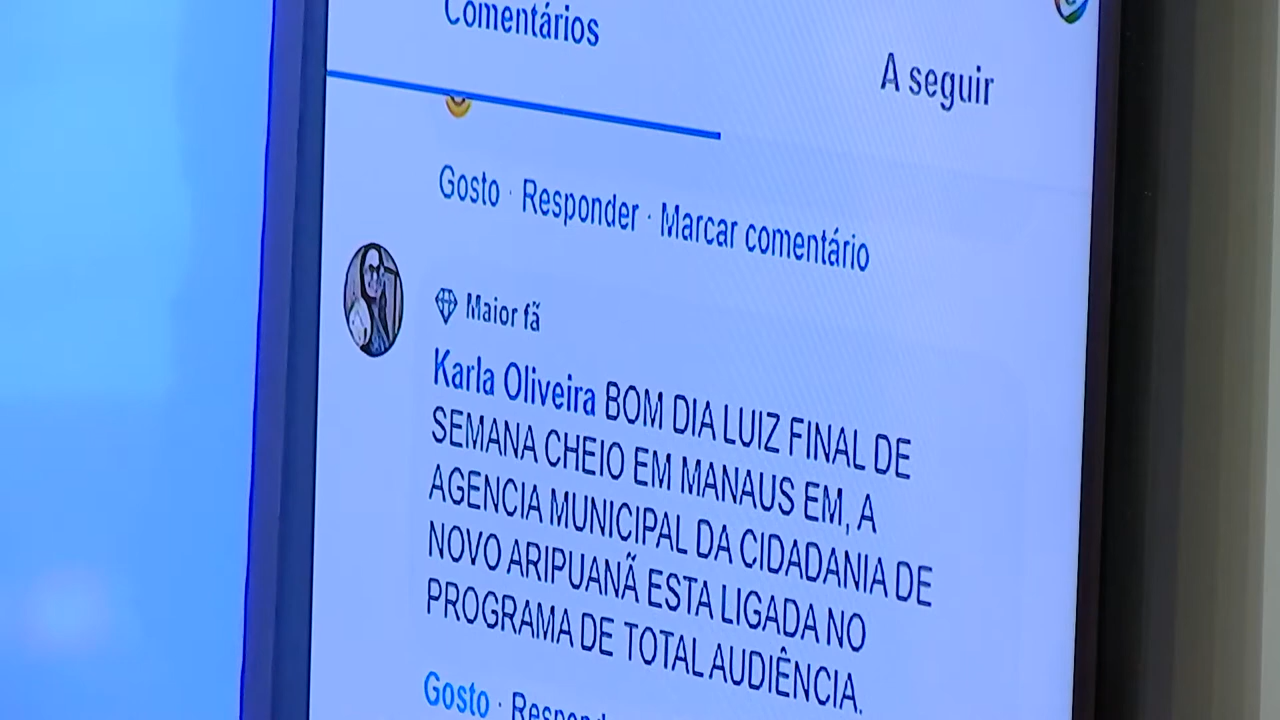 Comentários
A seguir
Gosto · Responder · Marcar comentário
Maior fã
Karla Oliveira BOM DIA LUIZ FINAL DE
SEMANA CHEIO EM MANAUS EM, A
AGENCIA MUNICIPAL DA CIDADANIA DE
NOVO ARIPUANÃ ESTA LIGADA NO
PROGRAMA DE TOTAL AUDIÊNCIA.
Gosto ·